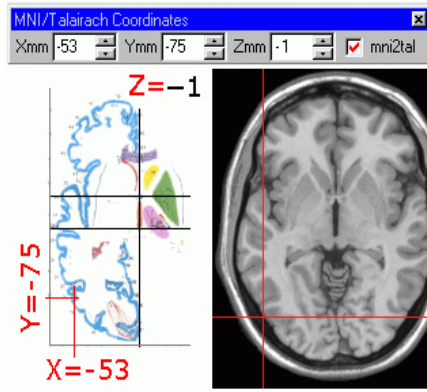 MNI/Talairach Coordinates
Xmm -53 Ymm -75 Zmm -1 mni2tal
Z=-1
Y=-75
X=-53